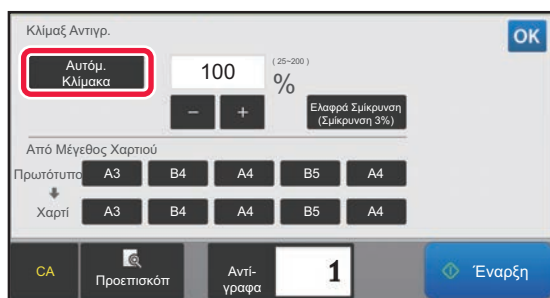 Κλίμαξ Αντιγρ.
OK
Αυτόμ.
Κλίμακα
100
(25~200)
%
－
＋
Ελαφρά Σμίκρυνση
(Σμίκρυνση 3%)
Από Μέγεθος Χαρτιού
Πρωτότυπο A3 B4 A4 B5 A4
Χαρτί A3 B4 A4 B5 A4
CA
Προεπισκόπ
Αντί-
γραφα
1
Έναρξη